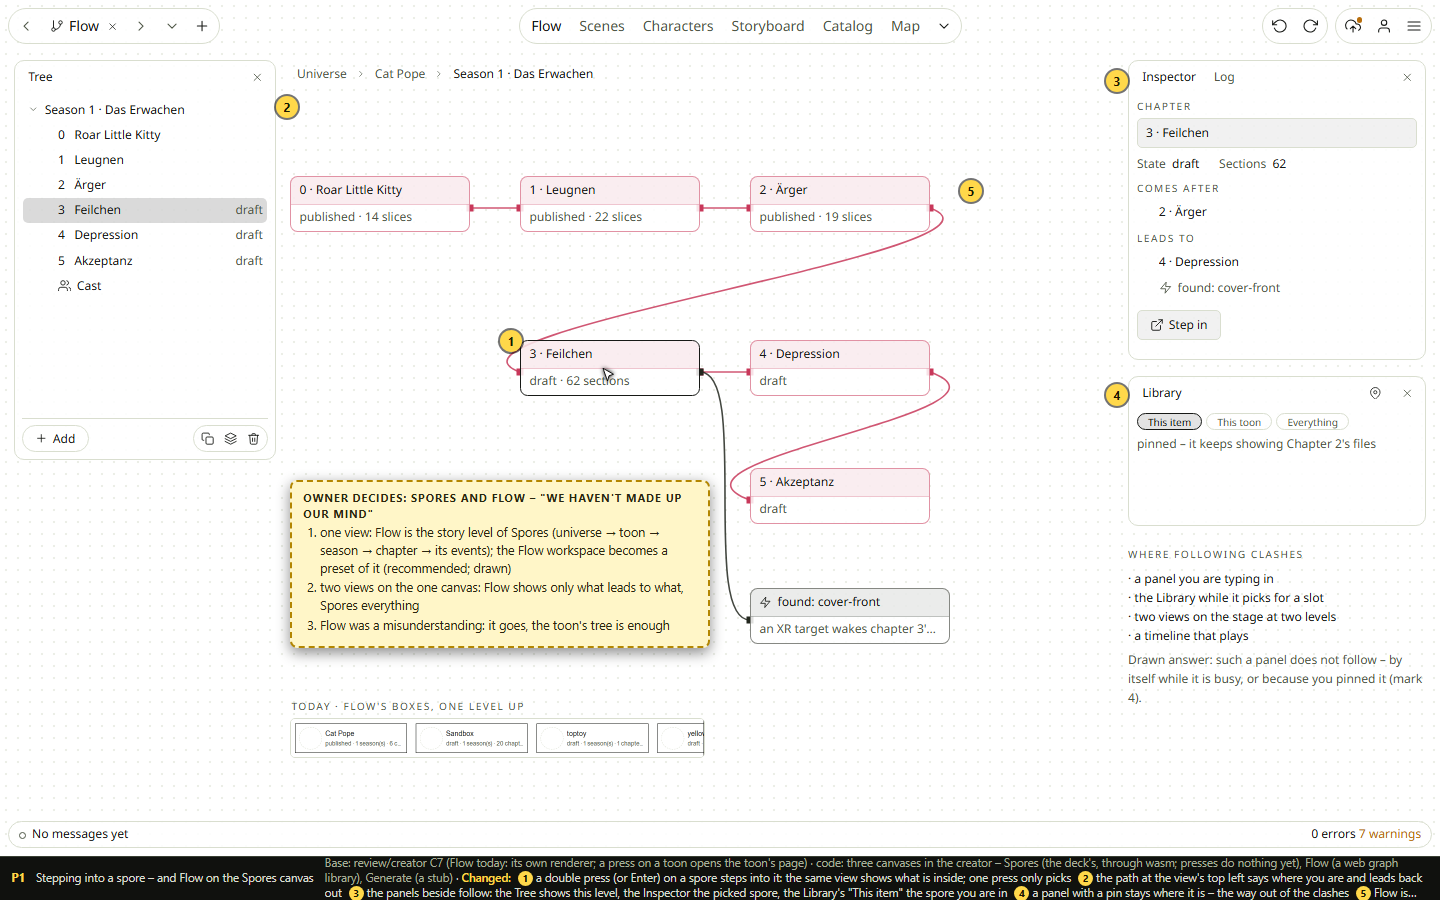 Flow
Flow Scenes Characters Storyboard Catalog Map
Tree
Season 1 · Das Erwachen
0 Roar Little Kitty
1 Leugnen
2 Ärger
3 Feilchen draft
4 Depression draft
5 Akzeptanz draft
Cast
Add
Universe › Cat Pope › Season 1 · Das Erwachen
2
0 · Roar Little Kitty
published · 14 slices
1 · Leugnen
published · 22 slices
2 · Ärger
published · 19 slices
5
1
3 · Feilchen
draft · 62 sections
4 · Depression
draft
5 · Akzeptanz
draft
found: cover-front
an XR target wakes chapter 3'...
OWNER DECIDES: SPORES AND FLOW – "WE HAVEN'T MADE UP
OUR MIND"
1. one view: Flow is the story level of Spores (universe → toon →
season → chapter → its events); the Flow workspace becomes a
preset of it (recommended; drawn)
2. two views on the one canvas: Flow shows only what leads to what,
Spores everything
3. Flow was a misunderstanding: it goes, the toon's tree is enough
TODAY · FLOW'S BOXES, ONE LEVEL UP
Cat Pope
published · 1 season(s) · 6 c...
Sandbox
draft · 1 season(s) · 20 chapt...
toptoy
draft · 1 season(s) · 1 chapte...
yellow
draft ·
3
Inspector Log
CHAPTER
3 · Feilchen
State draft Sections 62
COMES AFTER
2 · Ärger
LEADS TO
4 · Depression
found: cover-front
Step in
4
Library
This item This toon Everything
pinned – it keeps showing Chapter 2's files
WHERE FOLLOWING CLASHES
· a panel you are typing in
· the Library while it picks for a slot
· two views on the stage at two levels
· a timeline that plays
Drawn answer: such a panel does not follow – by
itself while it is busy, or because you pinned it (mark
4).
No messages yet
0 errors 7 warnings
P1 Stepping into a spore – and Flow on the Spores canvas
Base: review/creator C7 (Flow today: its own renderer; a press on a toon opens the toon's page) · code: three canvases in the creator – Spores (the deck's, through wasm; presses do nothing yet), Flow (a web graph
library), Generate (a stub) · Changed: 1 a double press (or Enter) on a spore steps into it: the same view shows what is inside; one press only picks 2 the path at the view's top left says where you are and leads back
out 3 the panels beside follow: the Tree shows this level, the Inspector the picked spore, the Library's "This item" the spore you are in 4 a panel with a pin stays where it is – the way out of the clashes 5 Flow is...